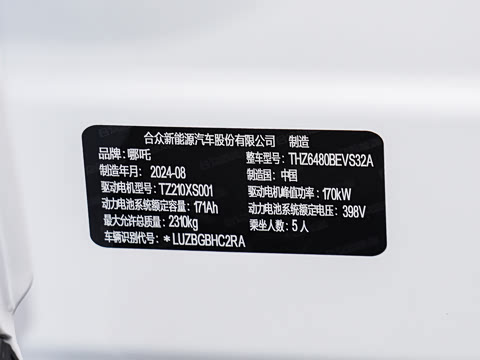 合众新能源汽车股份有限公司 制造
品牌：哪吒 整车型号：THZ6480BEVS32A
制造年月：2024-08 制造国：中国
驱动电机型号：TZ210XS001 驱动电机峰值功率：170kW
动力电池系统额定容量：171Ah 动力电池系统额定电压：398V
最大允许总质量：2310kg 乘坐人数：5人
车辆识别代号：＊LUZBGBHC2RA